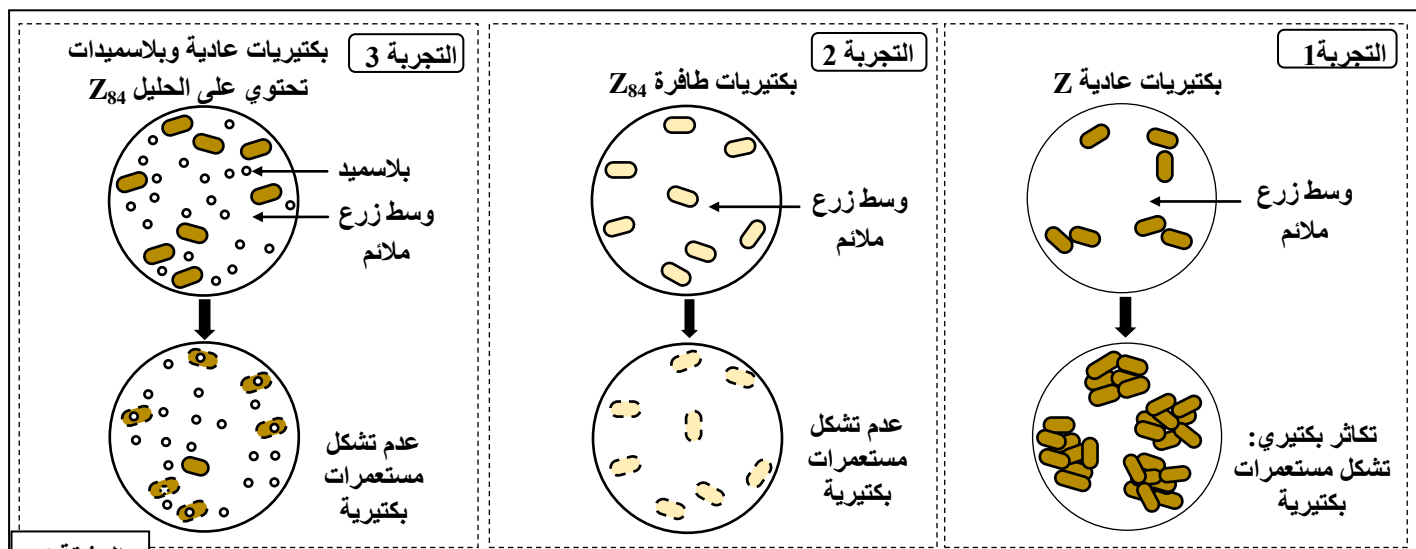 التجربة1
بكتيريات عادية Z
وسط زرع
ملائم
تكاثر بكتيري:
تشكل مستعمرات
بكتيرية
التجربة 2
بكتيريات طافرة Z84
وسط زرع
ملائم
عدم تشكل
مستعمرات
بكتيرية
التجربة 3
بكتيريات عادية وبلاسميدات
تحتوي على الحليل Z84
بلاسميد
وسط زرع
ملائم
عدم تشكل
مستعمرات
بكتيرية